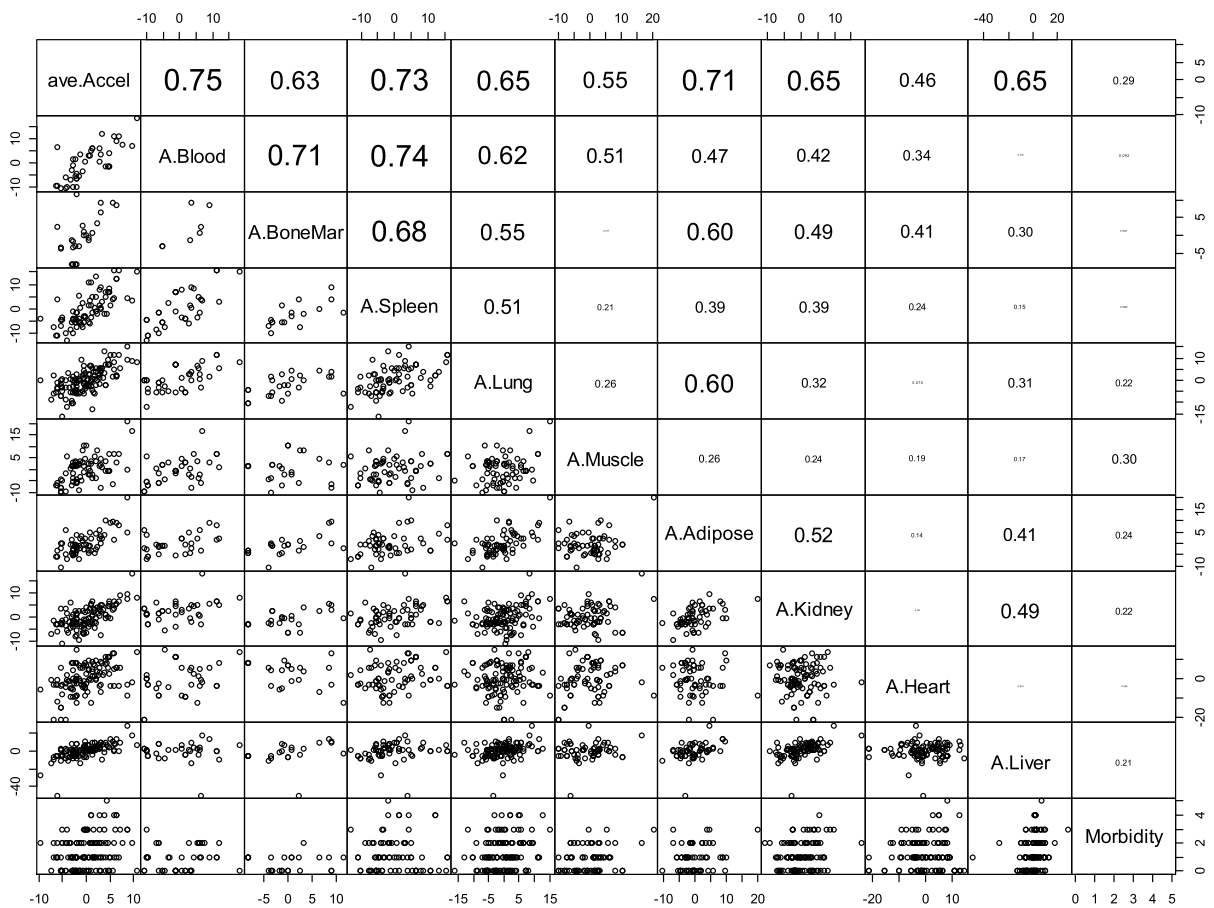 -10 0 10 -10 0 10 -10 0 10 20 -10 0 10 -40 0 20
ave.Accel 0.75 0.63 0.73 0.65 0.55 0.71 0.65 0.46 0.65 0.29 -10 0 5
-10 0 10 A.Blood 0.71 0.74 0.62 0.51 0.47 0.42 0.34
A.BoneMar 0.68 0.55 0.60 0.49 0.41 0.30 -5 5
-10 0 10 A.Spleen 0.51 0.21 0.39 0.39 0.24 0.15
A.Lung 0.26 0.60 0.32 0.31 0.22 -15 0 10
-10 5 15 A.Muscle 0.26 0.24 0.19 0.17 0.30
A.Adipose 0.52 0.14 0.41 0.24 -10 5 15
-10 0 10 A.Kidney 0.49 0.22
A.Heart -20 0
-40 0 A.Liver 0.21
Morbidity 0 2 4
-10 -5 0 5 10 -5 0 5 10 -15 -5 5 15 -10 0 10 20 -20 0 10 0 1 2 3 4 5